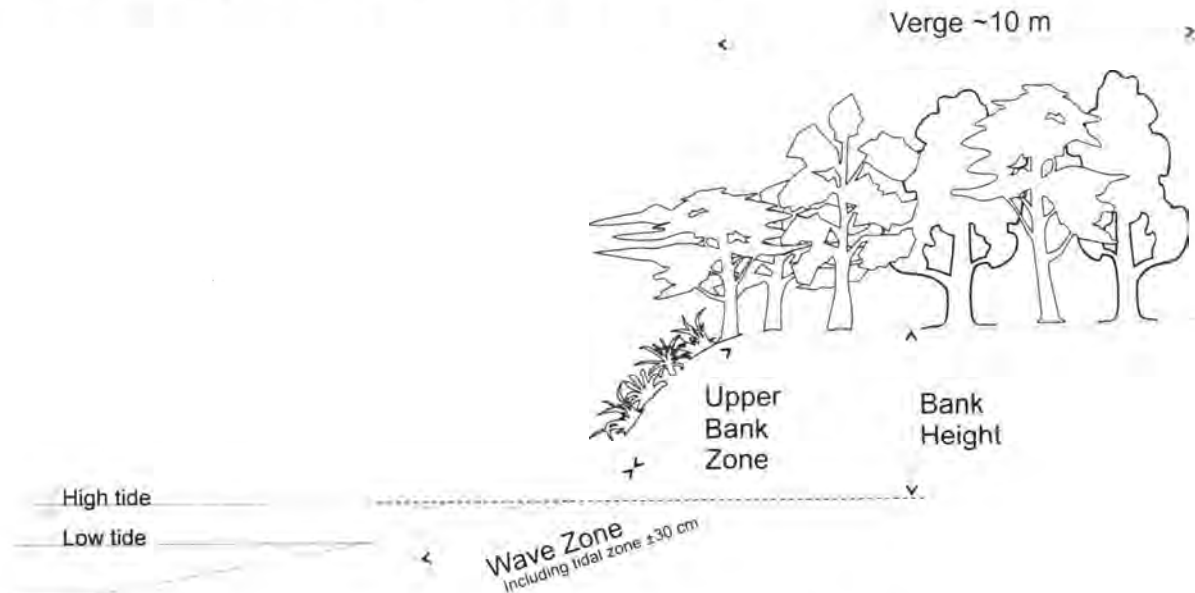 Verge ~10 m
Upper
Bank
Zone
Bank
Height
High tide
Low tide
Wave Zone
Including tidal zone ±30 cm